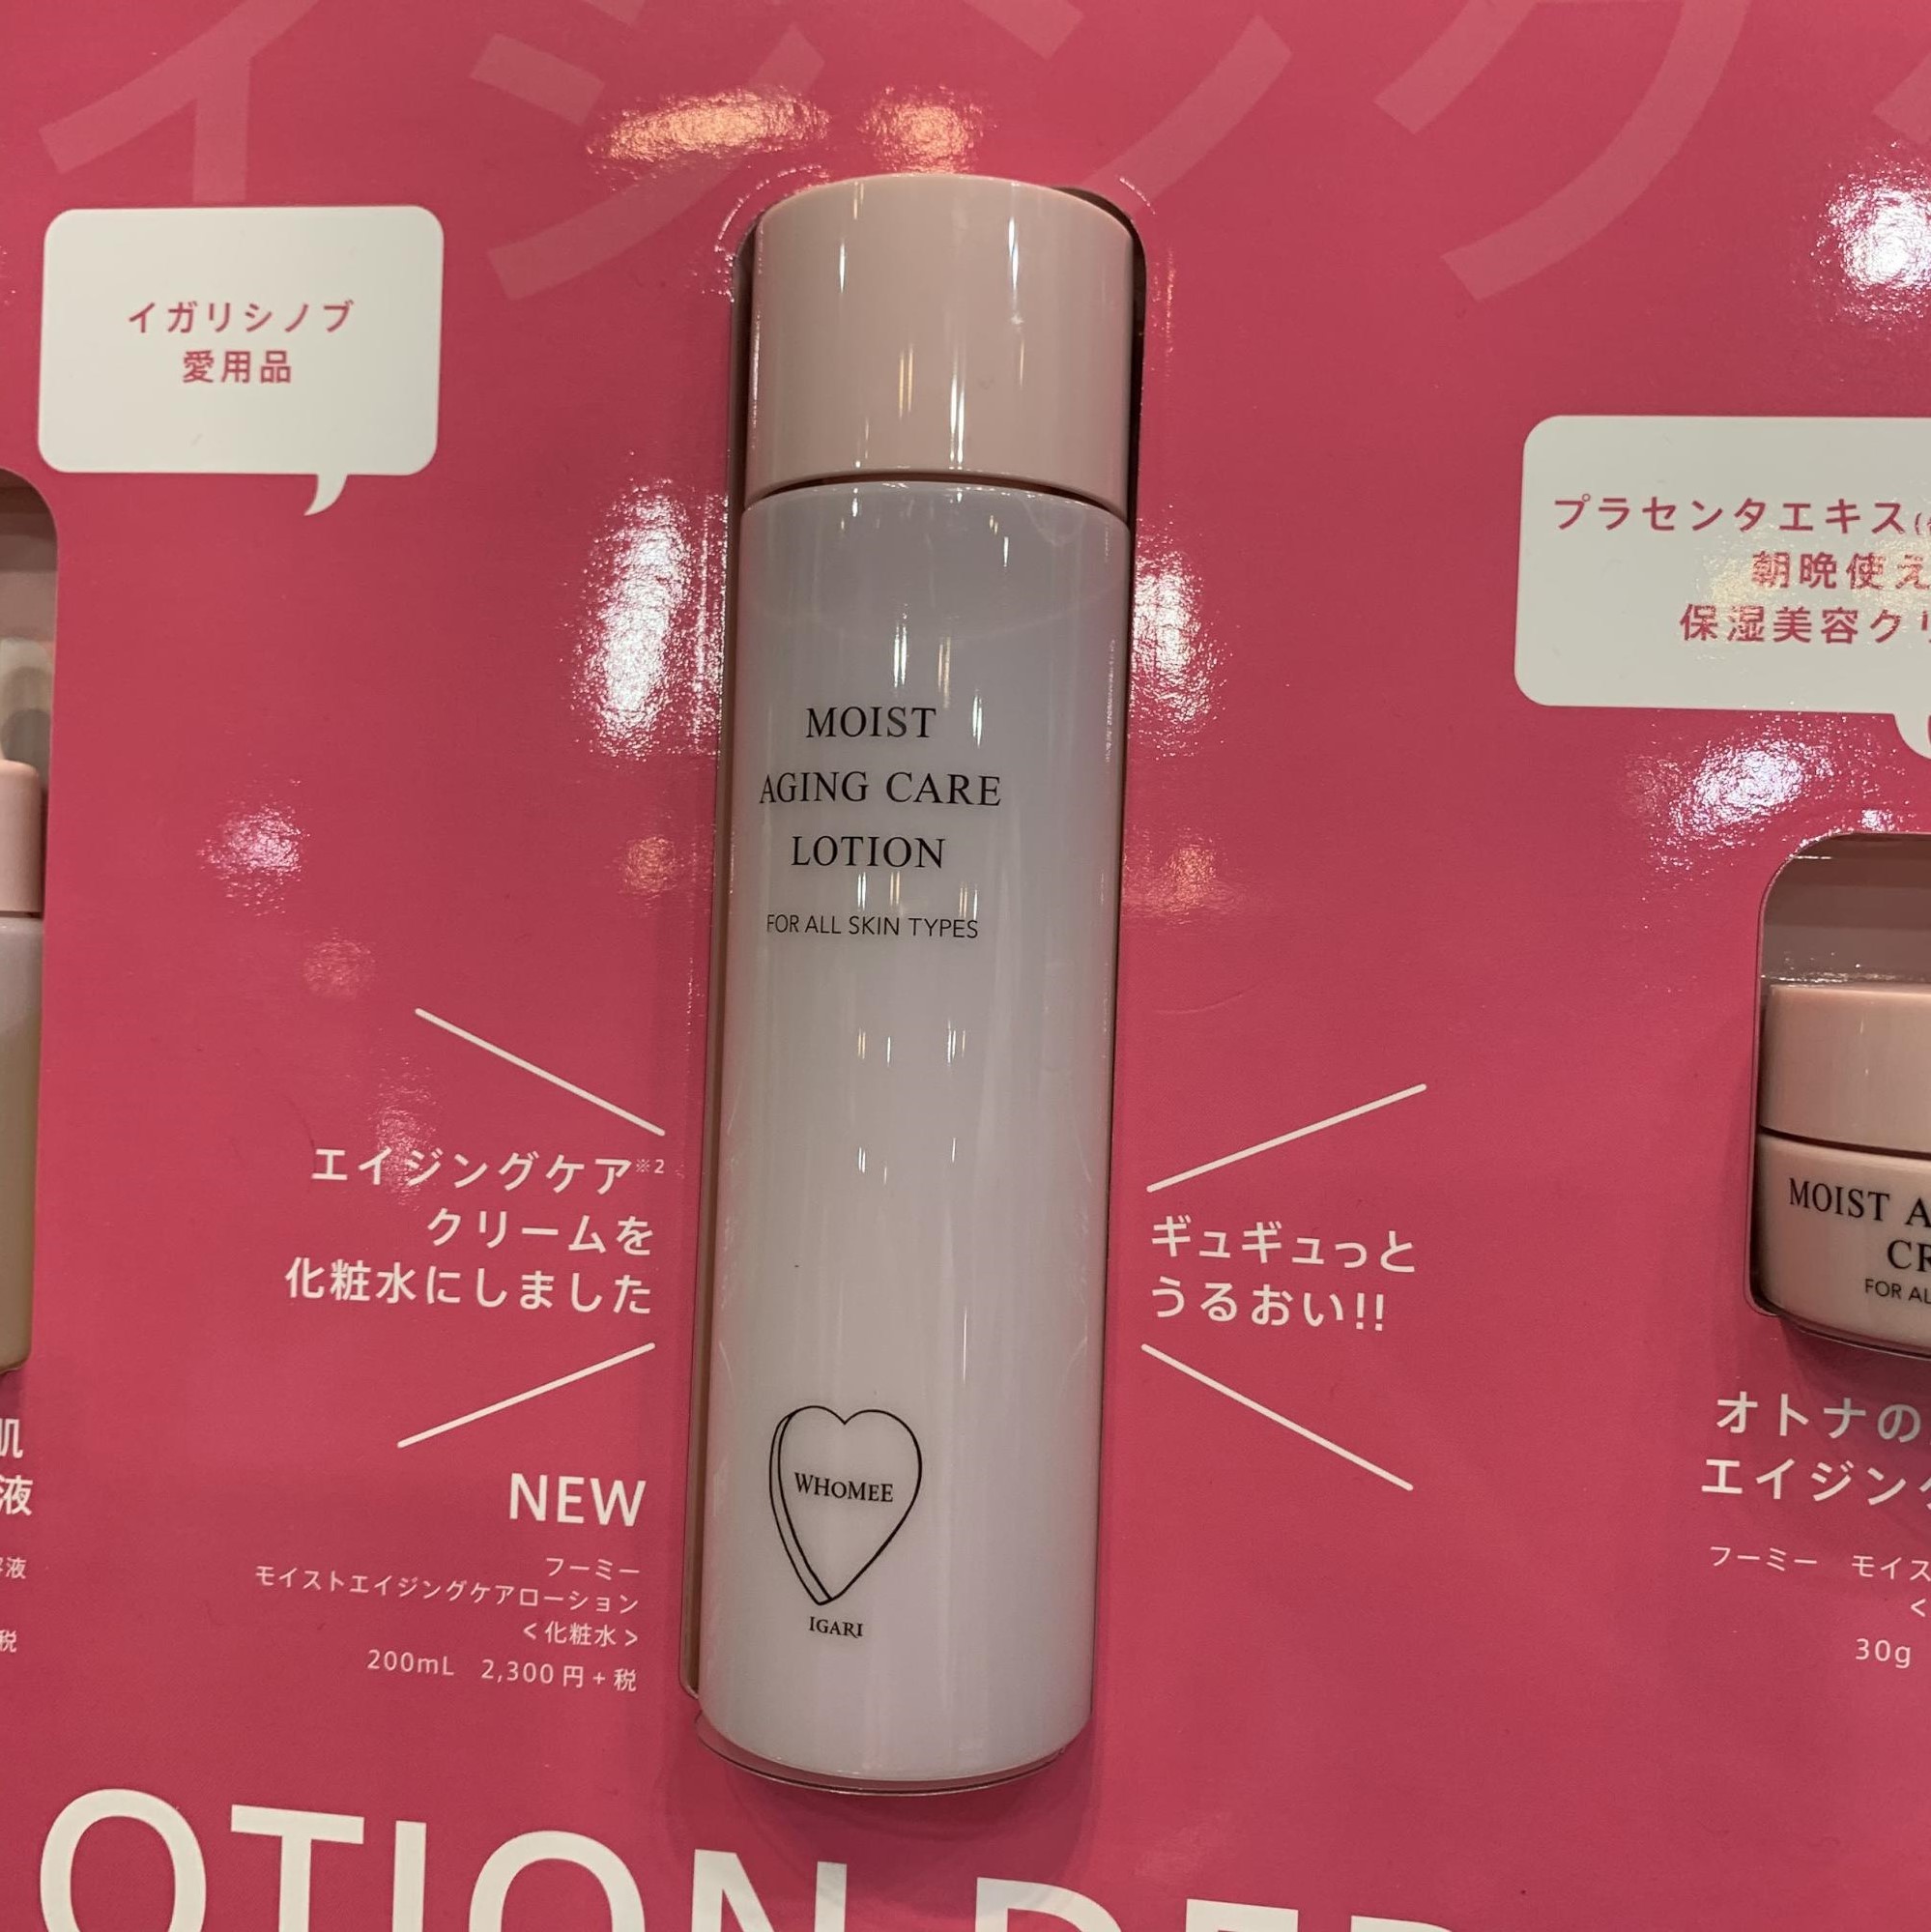 イガリシノブ
愛用品
プラセンタエキス
朝晩使え
保湿美容ク
MOIST
AGING CARE
LOTION
FOR ALL SKIN TYPES
エイジングケア※2
クリームを
化粧水にしました
ギュギュっと
うるおい!!
NEW
フーミー
モイストエイジングケアローション
<化粧水>
200mL 2,300円+税
WHOMEE
IGARI
MOIST A
CR
FOR AL
オトナの
エイジン
フーミー モイス
<
30g
肌
液
液
税
OTION DEB